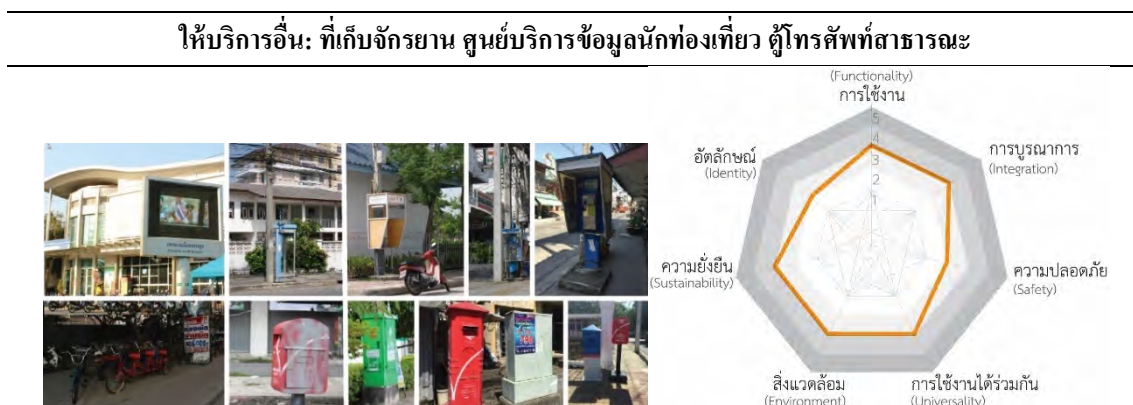 ให้บริการอื่น: ที่เก็บจักรยาน ศูนย์บริการข้อมูลนักท่องเที่ยว ตู้โทรศัพท์สาธารณะ
(Functionality)
การใช้งาน
5
4
3
2
1
อัตลักษณ์
(Identity)
การบูรณาการ
(Integration)
ความยั่งยืน
(Sustainability)
ความปลอดภัย
(Safety)
สิ่งแวดล้อม
(Environment)
การใช้งานได้ร่วมกัน
(Universality)